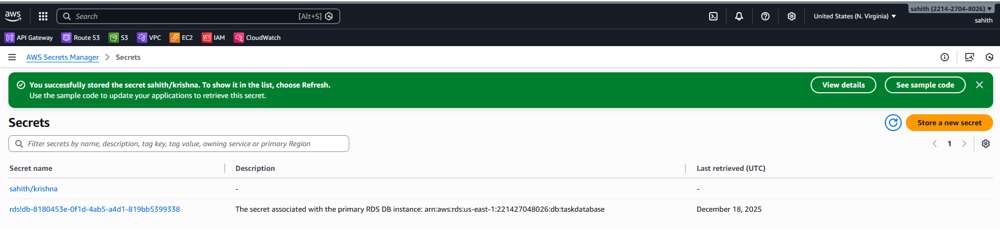 aws
Search [Alt+S]
United States (N. Virginia)
sahith (2214-2704-8026)
sahith
API Gateway Route 53 S3 VPC EC2 IAM CloudWatch
AWS Secrets Manager Secrets
You successfully stored the secret sahith/krishna. To show it in the list, choose Refresh.
Use the sample code to update your applications to retrieve this secret.
View details See sample code
Secrets
Store a new secret
Filter secrets by name, description, tag key, tag value, owning service or primary Region
1
Secret name Description Last retrieved (UTC)
sahith/krishna - -
rds!db-8180453e-0f1d-4ab5-a4d1-819bb5399338 The secret associated with the primary RDS DB instance: arn:aws:rds:us-east-1:221427048026:db:taskdatabase December 18, 2025